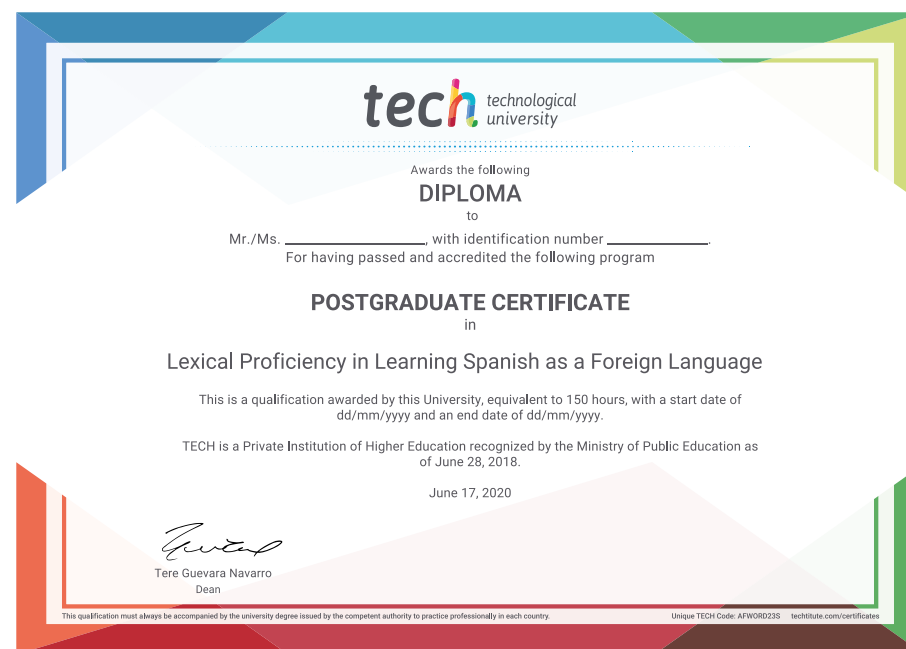 tech technological
university
Awards the following
DIPLOMA
to
Mr./Ms. ____________________, with identification number ______________.
For having passed and accredited the following program
POSTGRADUATE CERTIFICATE
in
Lexical Proficiency in Learning Spanish as a Foreign Language
This is a qualification awarded by this University, equivalent to 150 hours, with a start date of
dd/mm/yyyy and an end date of dd/mm/yyyy.
TECH is a Private Institution of Higher Education recognized by the Ministry of Public Education as
of June 28, 2018.
June 17, 2020
Tere Guevara Navarro
Dean
This qualification must always be accompanied by the university degree issued by the competent authority to practice professionally in each country.
Unique TECH Code: AFWORD23S techtitute.com/certificates